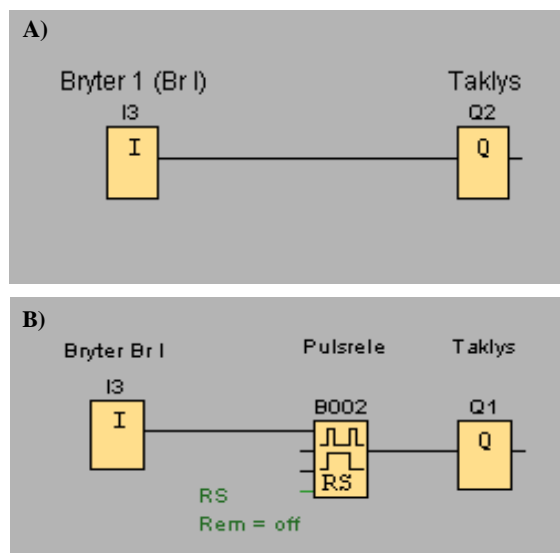 A)
Bryter 1 (Br I) Taklys
I3 Q2
I Q
B)
Bryter Br I Pulsrele Taklys
I3 B002 Q1
I Q
RS
RS
Rem = off